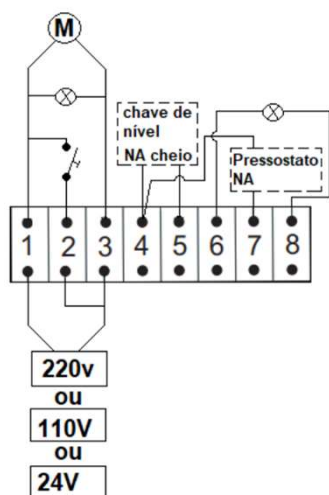 M
chave de
nível
NA cheio
Pressostato
NA
1 2 3 4 5 6 7 8
220v
ou
110V
ou
24V